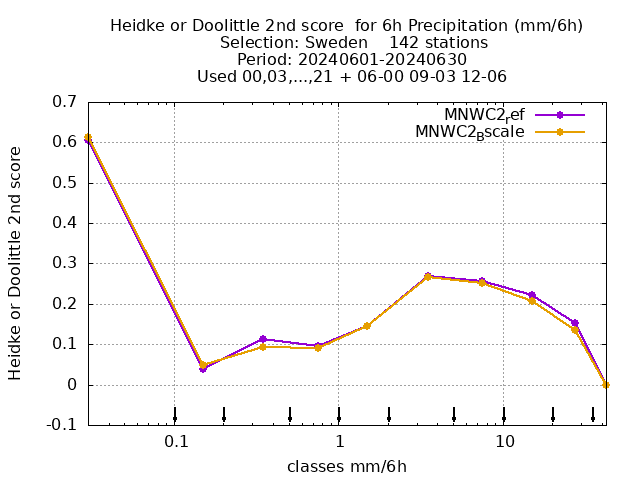 Heidke or Doolittle 2nd score  for 6h Precipitation (mm/6h)
Selection: Sweden    142 stations
Period: 20240601-20240630
Used 00,03,...,21 + 06-00 09-03 12-06
MNWC2ref
MNWC2Bscale
0.7
0.6
0.5
0.4
0.3
0.2
0.1
0
-0.1
Heidke or Doolittle 2nd score
0.1 1 10
classes mm/6h